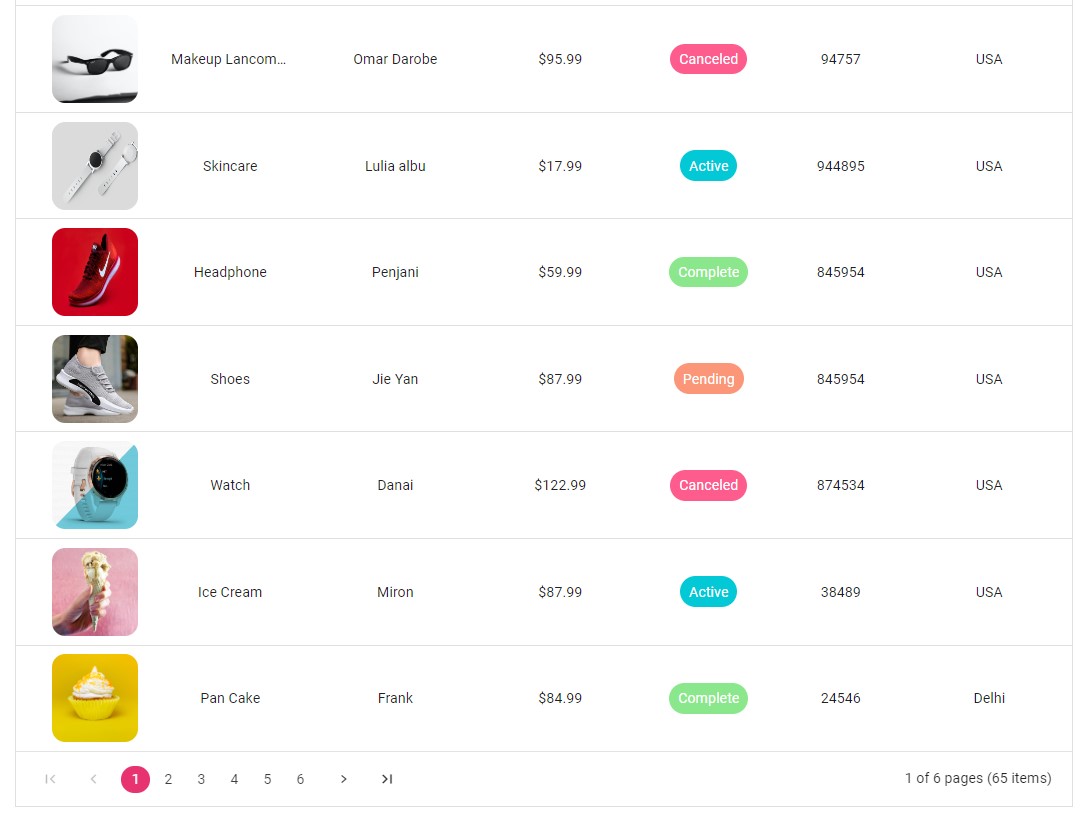 Makeup Lancom... Omar Darobe $95.99 Canceled 94757 USA
Skincare Lulia albu $17.99 Active 944895 USA
Headphone Penjani $59.99 Complete 845954 USA
Shoes Jie Yan $87.99 Pending 845954 USA
Watch Danai $122.99 Canceled 874534 USA
Ice Cream Miron $87.99 Active 38489 USA
Pan Cake Frank $84.99 Complete 24546 Delhi
1 2 3 4 5 6 1 of 6 pages (65 items)